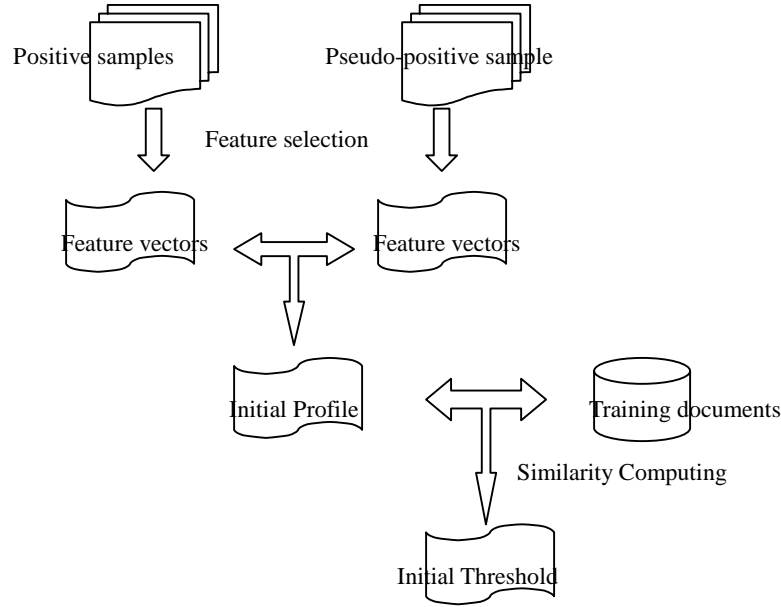 Positive samples
Pseudo-positive sample
Feature selection
Feature vectors
Feature vectors
Initial Profile
Training documents
Similarity Computing
Initial Threshold